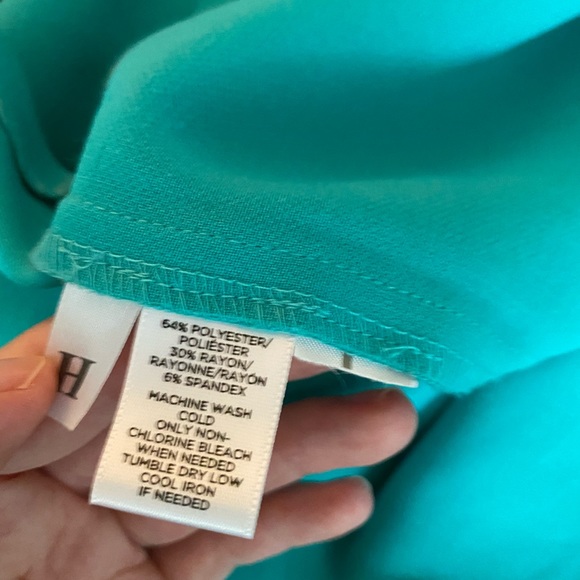 64% POLYESTER/
POLIÉSTER
30% RAYON/
RAYONNE/RAYÓN
6% SPANDEX
MACHINE WASH
COLD
ONLY NON-
CHLORINE BLEACH
WHEN NEEDED
TUMBLE DRY LOW
COOL IRON
IF NEEDED
H